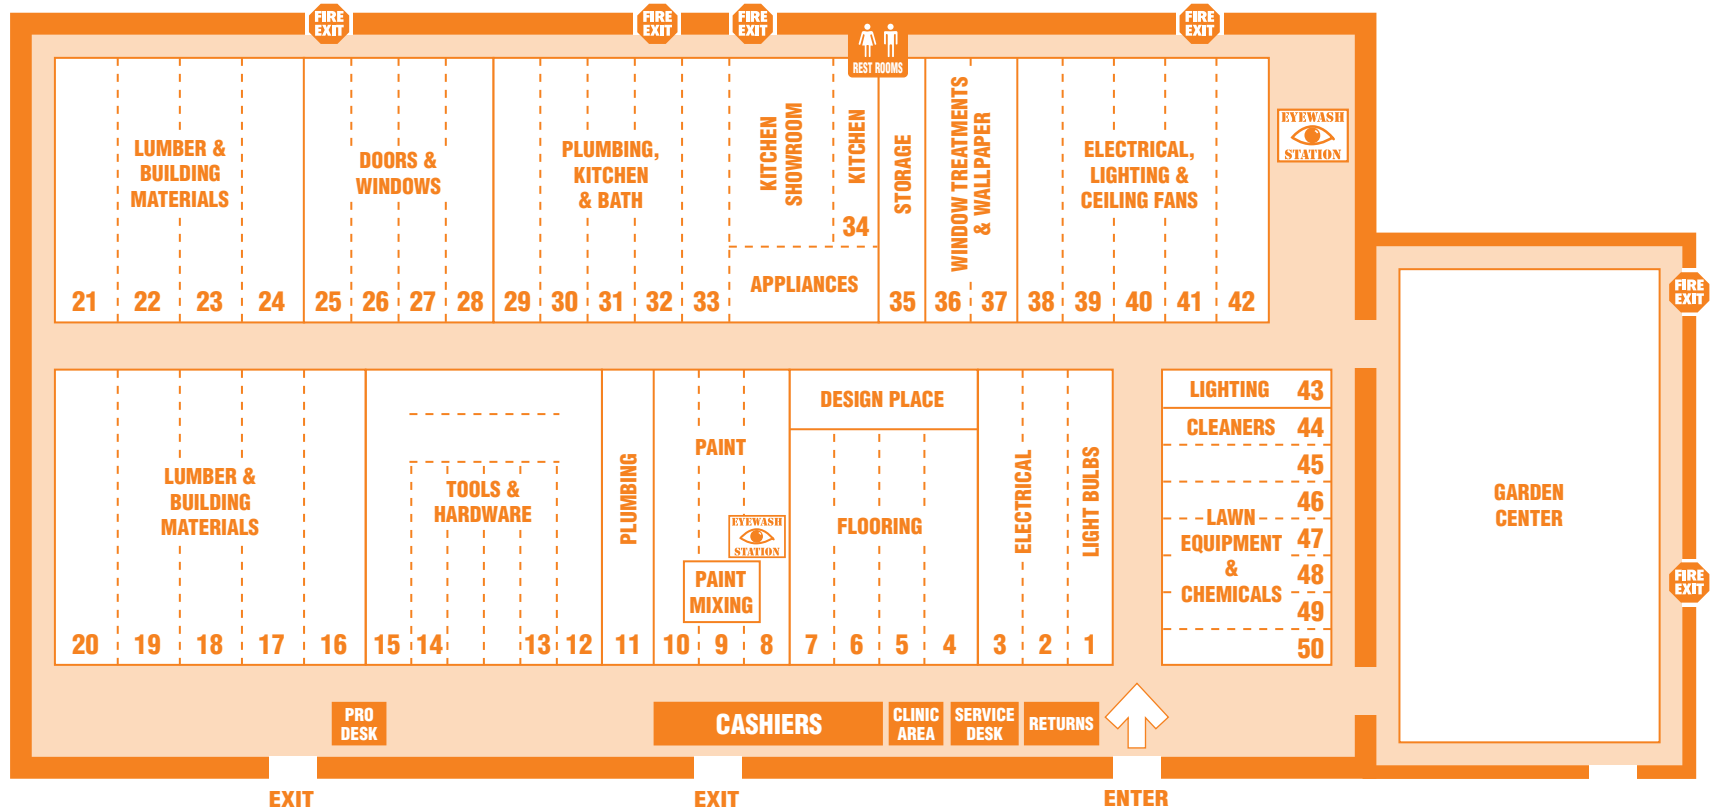 FIRE
EXIT
FIRE
EXIT
FIRE
EXIT
FIRE
EXIT
REST ROOMS
LUMBER &
BUILDING
MATERIALS
DOORS &
WINDOWS
PLUMBING,
KITCHEN
& BATH
KITCHEN
SHOWROOM
KITCHEN
34
APPLIANCES
STORAGE
WINDOW TREATMENTS
& WALLPAPER
ELECTRICAL,
LIGHTING &
CEILING FANS
EYEWASH
STATION
21 22 23 24 25 26 27 28 29 30 31 32 33 35 36 37 38 39 40 41 42
FIRE
EXIT
LUMBER &
BUILDING
MATERIALS
TOOLS &
HARDWARE
PLUMBING
PAINT
EYEWASH
STATION
PAINT
MIXING
DESIGN PLACE
FLOORING
ELECTRICAL
LIGHT BULBS
20 19 18 17 16 15 14 13 12 11 10 9 8 7 6 5 4 3 2 1
LIGHTING 43
CLEANERS 44
45
46
LAWN
47
EQUIPMENT
&
48
CHEMICALS
49
50
GARDEN
CENTER
FIRE
EXIT
PRO
DESK
CASHIERS
CLINIC
AREA
SERVICE
DESK
RETURNS
EXIT
EXIT
ENTER